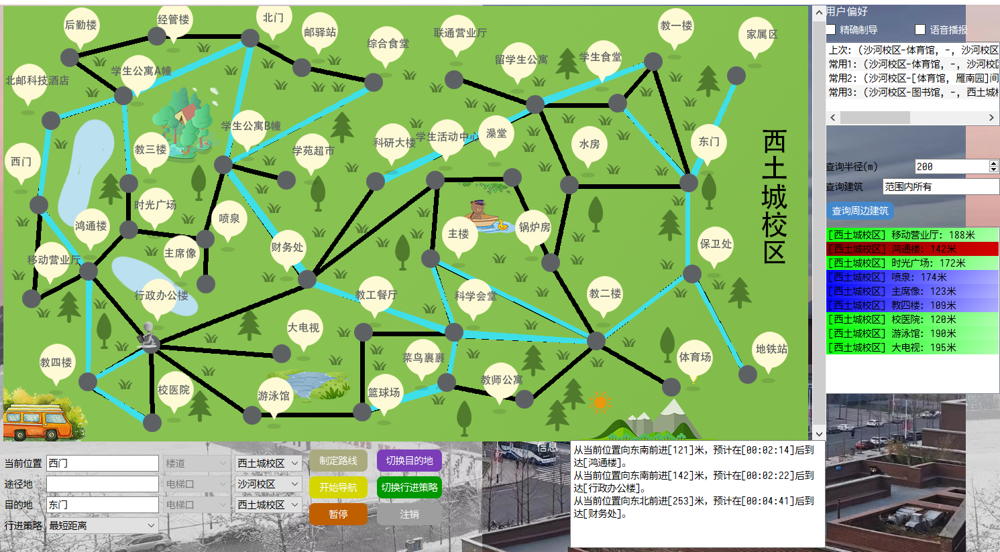 后勤楼
经管楼
北门
邮驿站
综合食堂
联通营业厅
教一楼
家属区
北邮科技酒店
学生公寓A幢
留学生公寓
学生食堂
学生公寓B幢
西门
教三楼
学苑超市
科研大楼
学生活动中心
澡堂
水房
东门
西土城校区
时光广场
鸿通楼
喷泉
主楼
锅炉房
移动营业厅
主席像
财务处
保卫处
行政办公楼
教工餐厅
科学会堂
教二楼
大电视
教四楼
校医院
游泳馆
菜鸟裹裹
篮球场
教师公寓
体育场
地铁站
用户偏好
精确制导
语音播报
上次：（沙河校区-体育馆, -, 沙河校区
常用1：（沙河校区-体育馆, -, 沙河校
常用2：（沙河校区-[体育馆, 雁南园]间
常用3：（沙河校区-图书馆, -, 西土城
查询半径(m) 200
查询建筑 范围内所有
查询周边建筑
[西土城校区] 移动营业厅: 188米
[西土城校区] 鸿通楼: 142米
[西土城校区] 时光广场: 172米
[西土城校区] 喷泉: 174米
[西土城校区] 主席像: 123米
[西土城校区] 教四楼: 109米
[西土城校区] 校医院: 120米
[西土城校区] 游泳馆: 190米
[西土城校区] 大电视: 195米
当前位置 西门 楼道 西土城校区
途径地 电梯口 沙河校区
目的地 东门 电梯口 西土城校区
行进策略 最短距离
制定路线 切换目的地
开始导航 切换行进策略
暂停 注销
信息
从当前位置向东南前进[121]米，预计在[00:02:14]后到
达[鸿通楼]。
从当前位置向东南前进[142]米，预计在[00:02:22]后到
达[行政办公楼]。
从当前位置向东北前进[253]米，预计在[00:04:41]后到
达[财务处]。